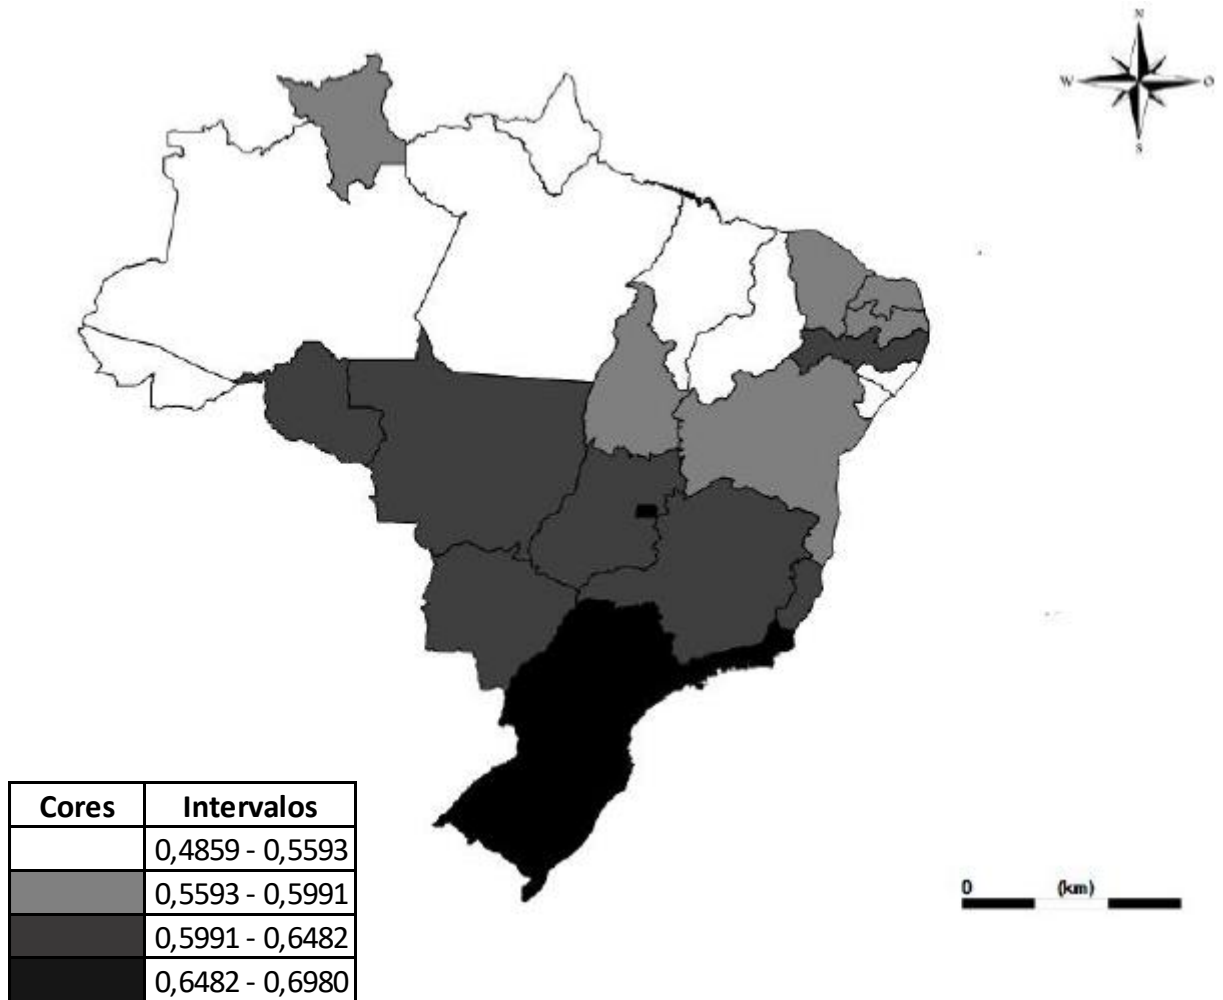 N
W
O
S
Cores Intervalos
0,4859 - 0,5593
0,5593 - 0,5991
0,5991 - 0,6482
0,6482 - 0,6980
0 (km)